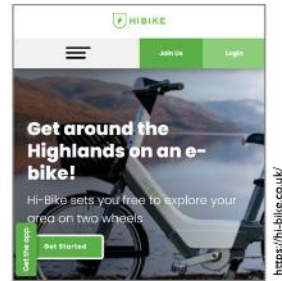 HIBIKE
Join Us
Login
Get around the
Highlands on an e-
bike!
Hi-Bike sets you free to explore your
area on two wheels
Get Started
Get the app
https://hi-bike.co.uk/